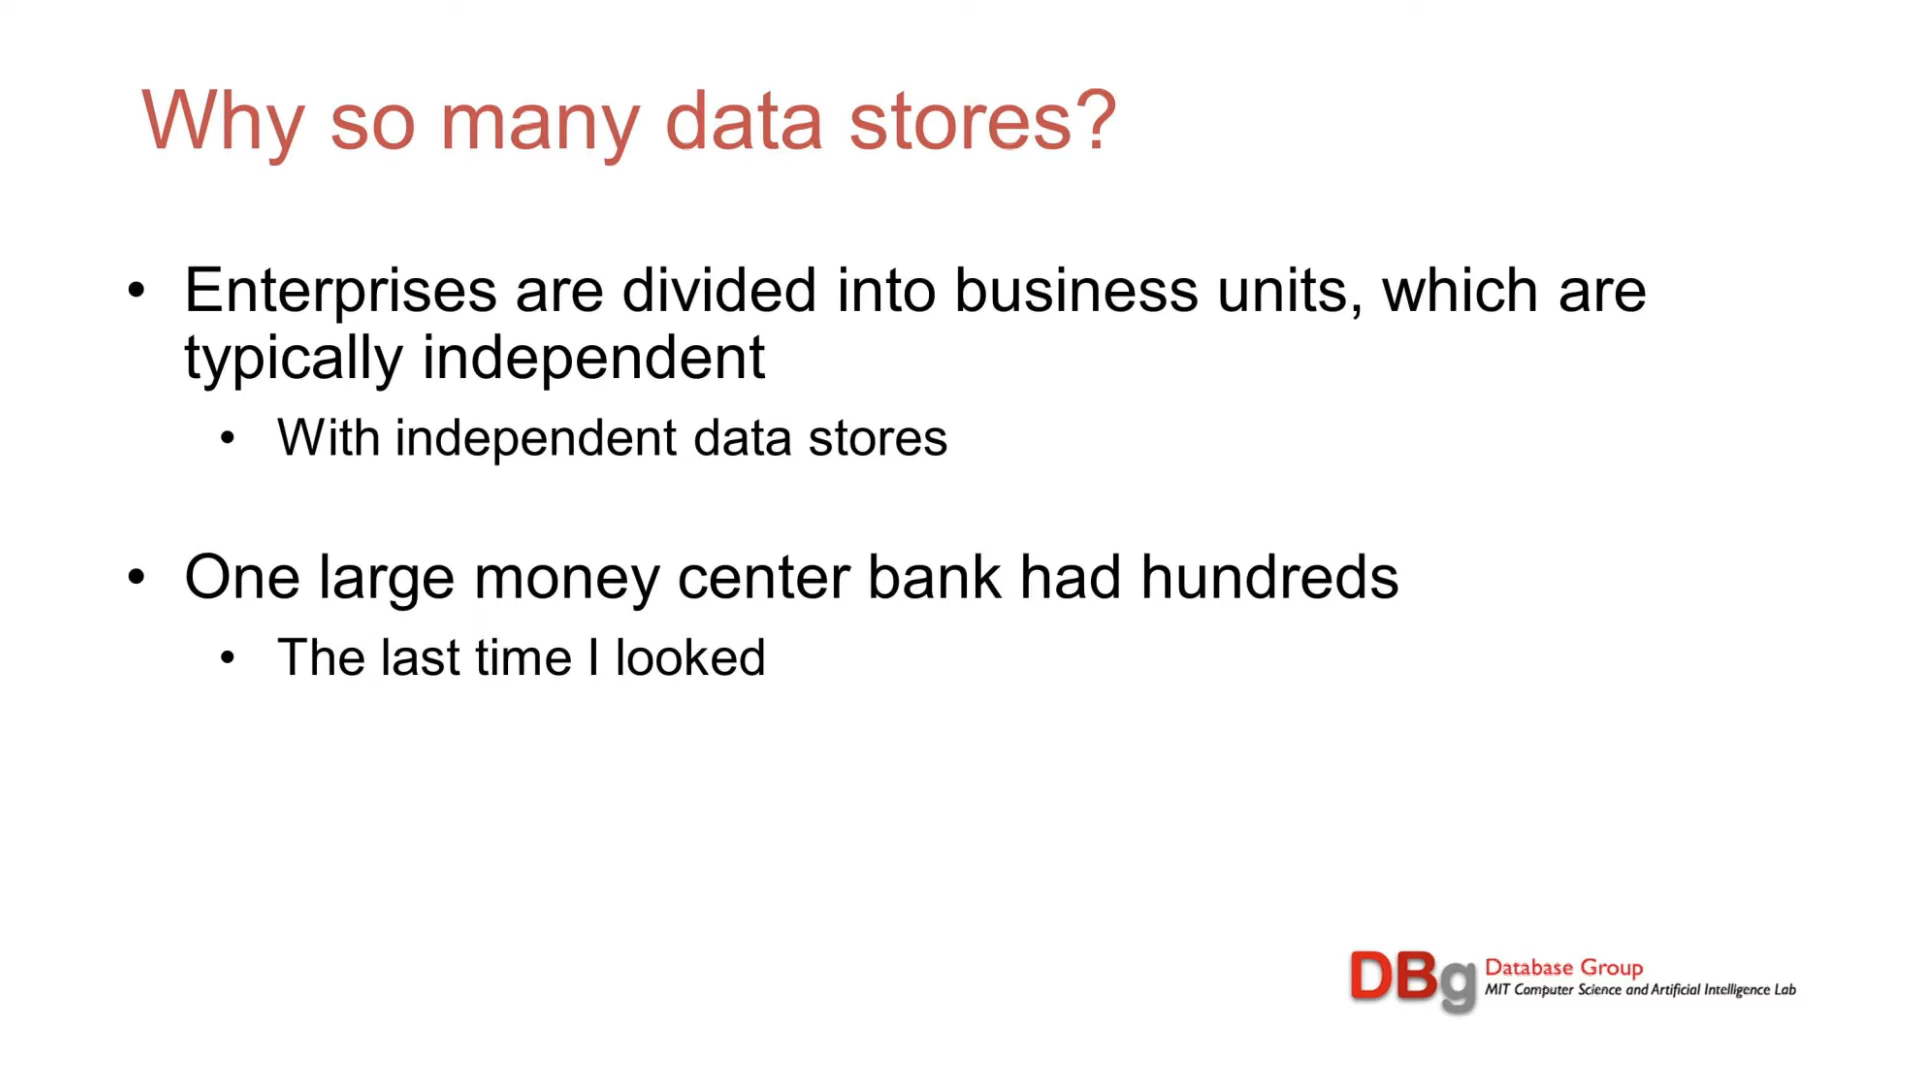 Why so many data stores?
• Enterprises are divided into business units, which are
typically independent
• With independent data stores
• One large money center bank had hundreds
• The last time I looked
DBg Database Group
MIT Computer Science and Artificial Intelligence Lab